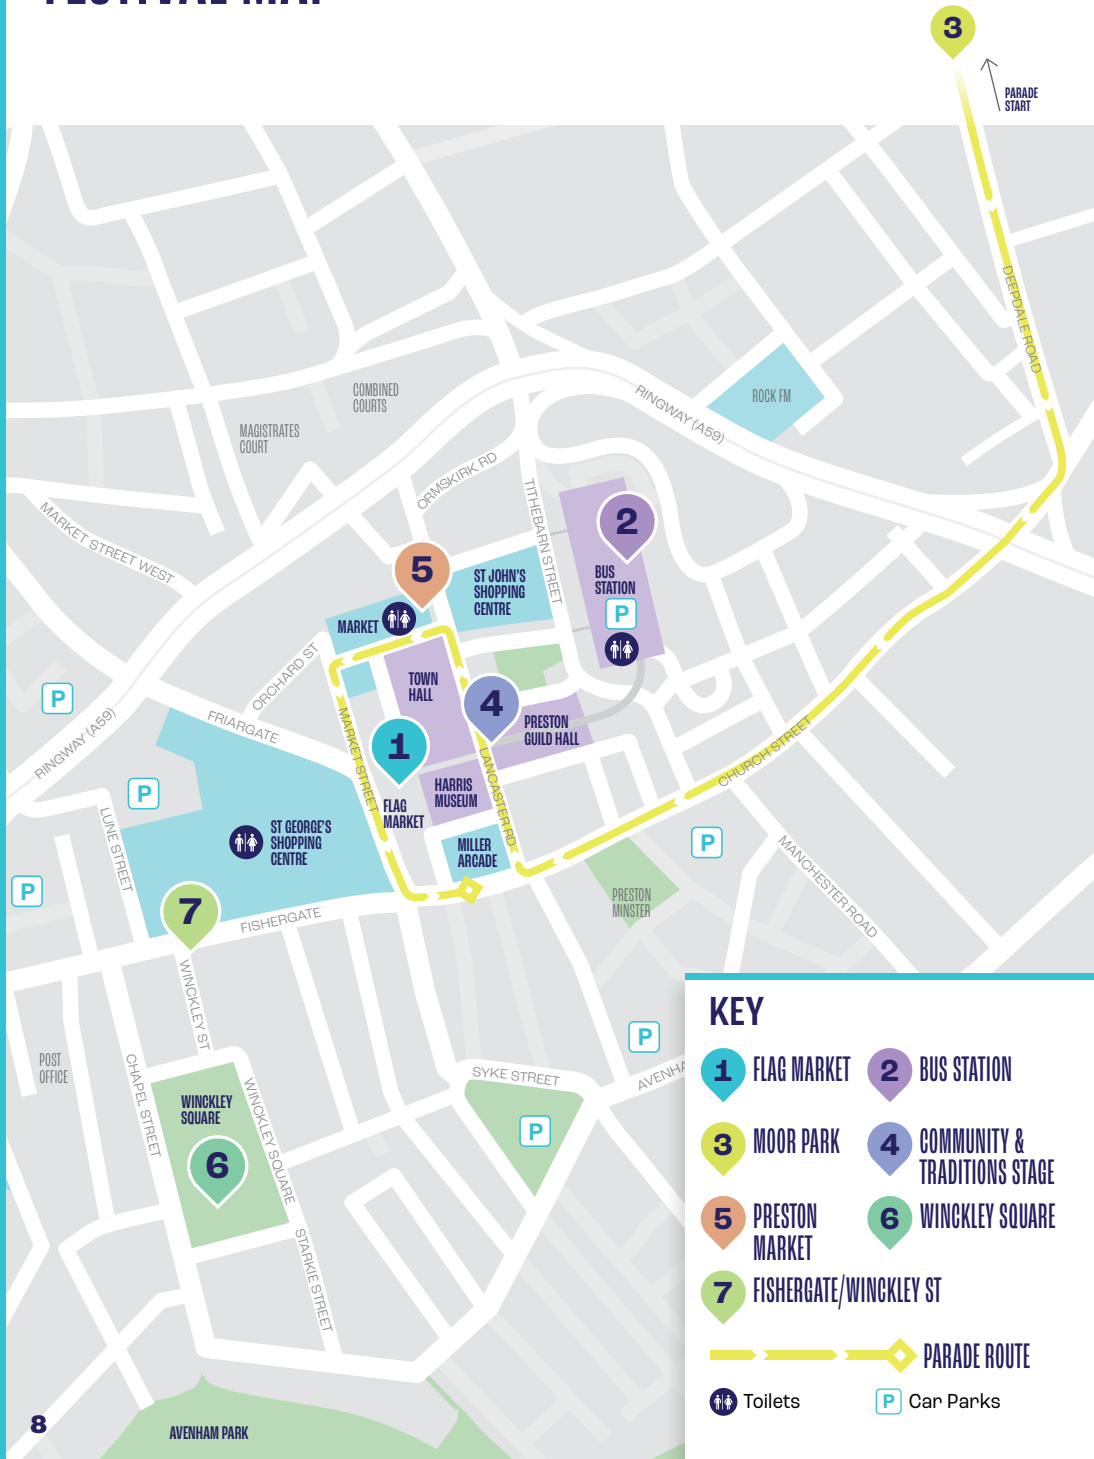 FESTIVAL MAP
3
PARADE
START
DEEPDALE ROAD
ROCK FM
RINGWAY (A59)
COMBINED
COURTS
MAGISTRATES
COURT
ORMSKIRK RD
TITHEBARN STREET
MARKET STREET WEST
2
BUS
STATION
P
5
ST JOHN'S
SHOPPING
CENTRE
MARKET
ORCHARD ST
TOWN
HALL
4
PRESTON
GUILD HALL
P
RINGWAY (A59)
FRIARGATE
MARKET STREET
1
FLAG
MARKET
HARRIS
MUSEUM
LANCASTER RD
CHURCH STREET
P
LUNE STREET
ST GEORGE'S
SHOPPING
CENTRE
MILLER
ARCADE
P
MANCHESTER ROAD
P
PRESTON
MINSTER
7
FISHERGATE
WINCKLEY ST
POST
OFFICE
CHAPEL STREET
WINCKLEY
SQUARE
6
WINCKLEY SQUARE
STARKIE STREET
SYKE STREET
P
P
AVENHA
AVENHAM PARK
8
KEY
1 FLAG MARKET
2 BUS STATION
3 MOOR PARK
4 COMMUNITY &
TRADITIONS STAGE
5 PRESTON
MARKET
6 WINCKLEY SQUARE
7 FISHERGATE/WINCKLEY ST
PARADE ROUTE
Toilets
P Car Parks